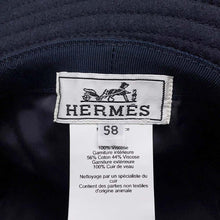 HERMÈS
58
100% Viscose
Garniture intérieure
56% Coton 44% Viscose
Garniture extérieure
100% Cuir de veau
Nettoyage par un spécialiste du cuir
Contient des parties non textiles
d'origine animale